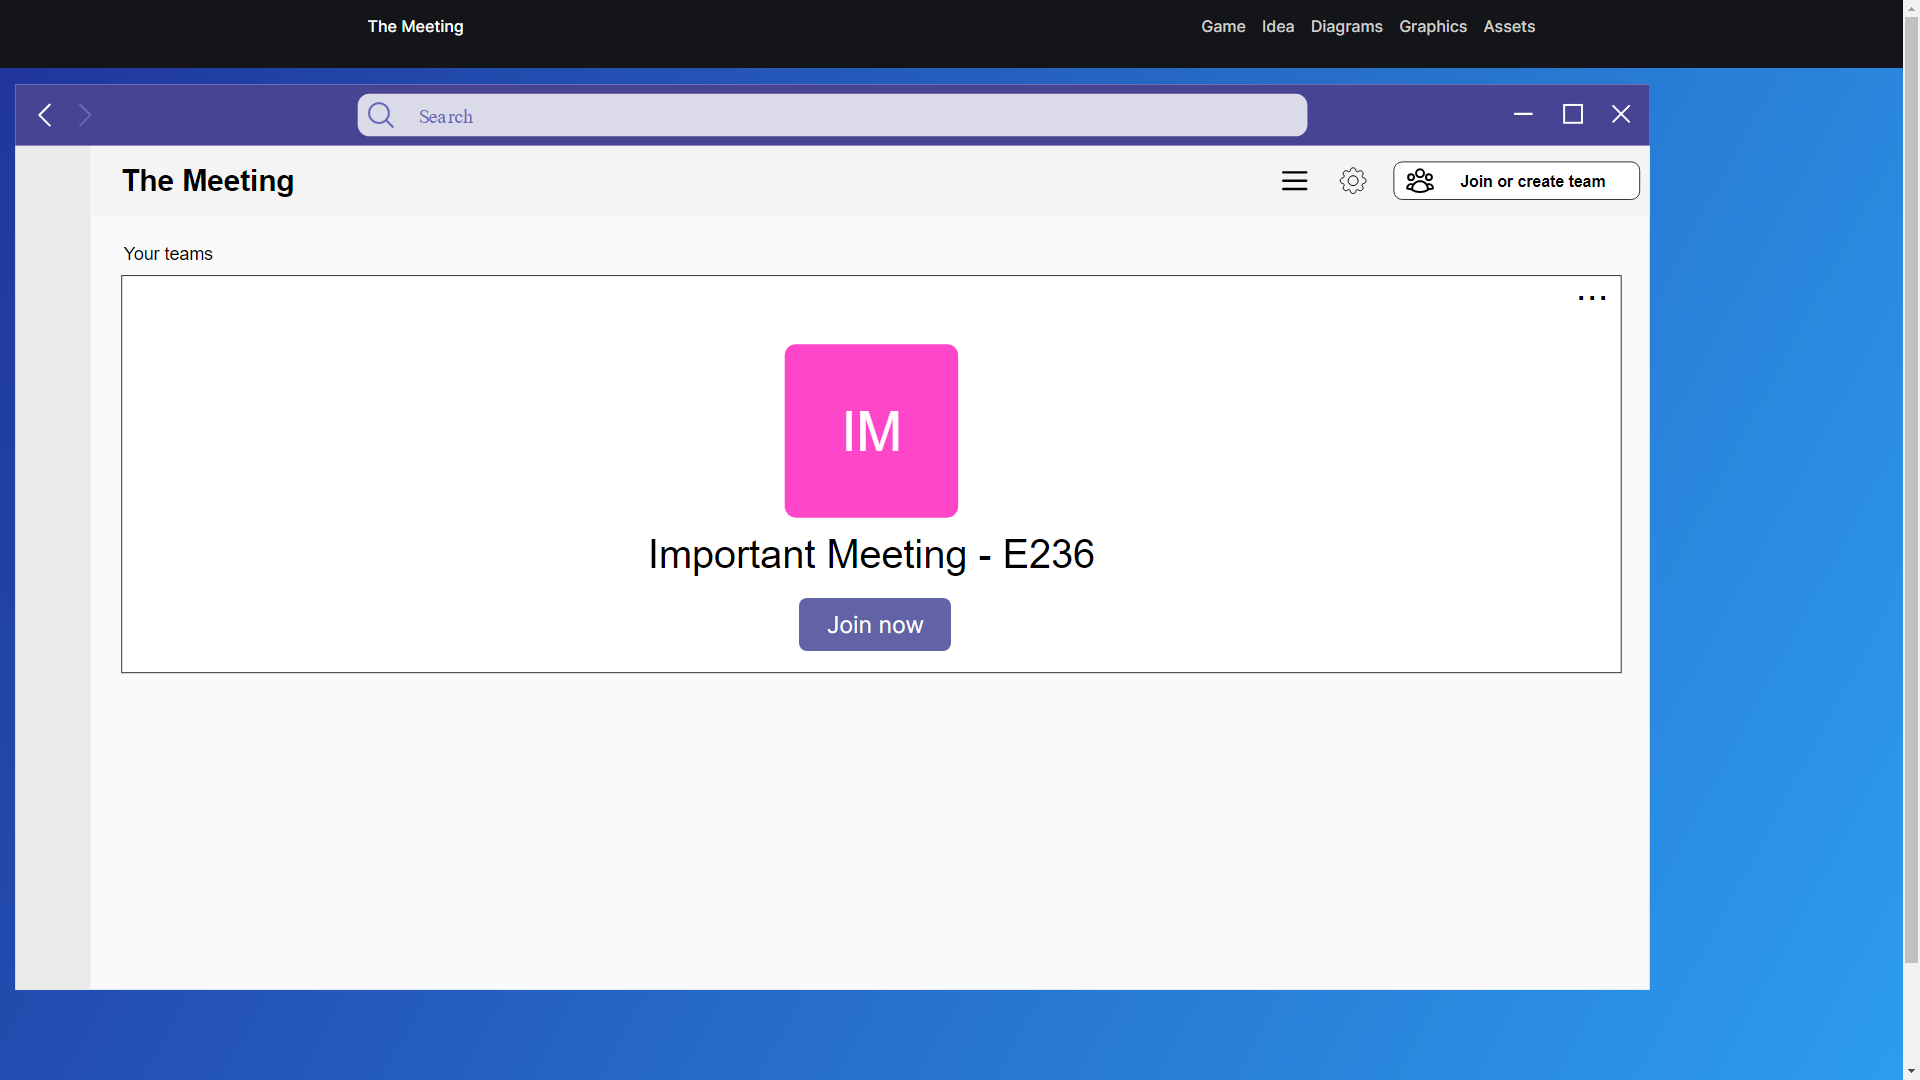 The Meeting
Game Idea Diagrams Graphics Assets
Search
The Meeting
Join or create team
Your teams
...
IM
Important Meeting - E236
Join now